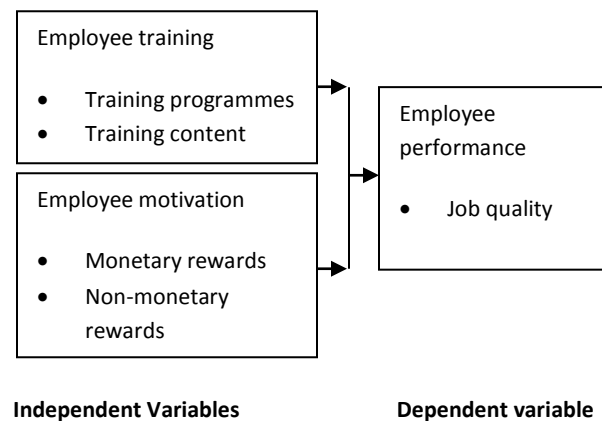 Employee training
• Training programmes
• Training content
Employee motivation
• Monetary rewards
• Non-monetary
rewards
Employee
performance
• Job quality
Independent Variables
Dependent variable